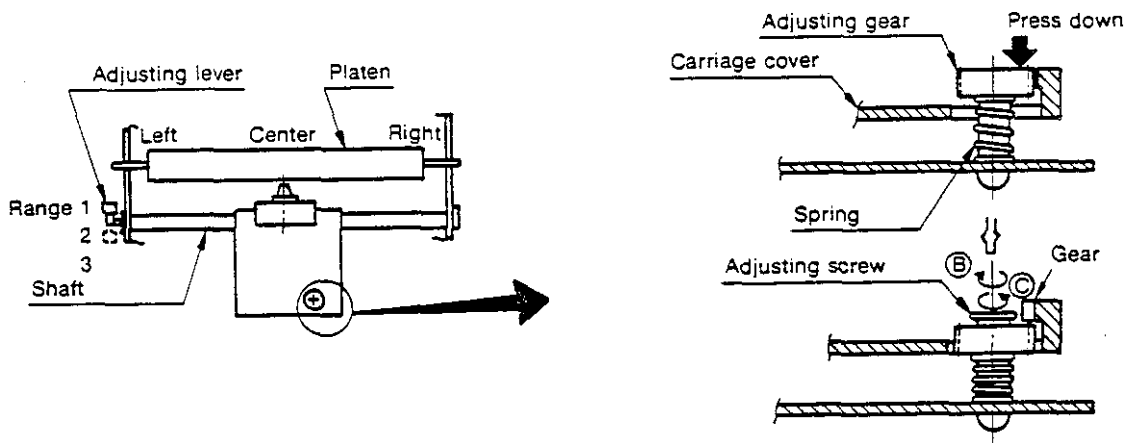 Adjusting lever
Platen
Left
Center
Right
Range 1
2
3
Shaft
Adjusting gear
Press down
Carriage cover
Spring
Adjusting screw
B
C
Gear